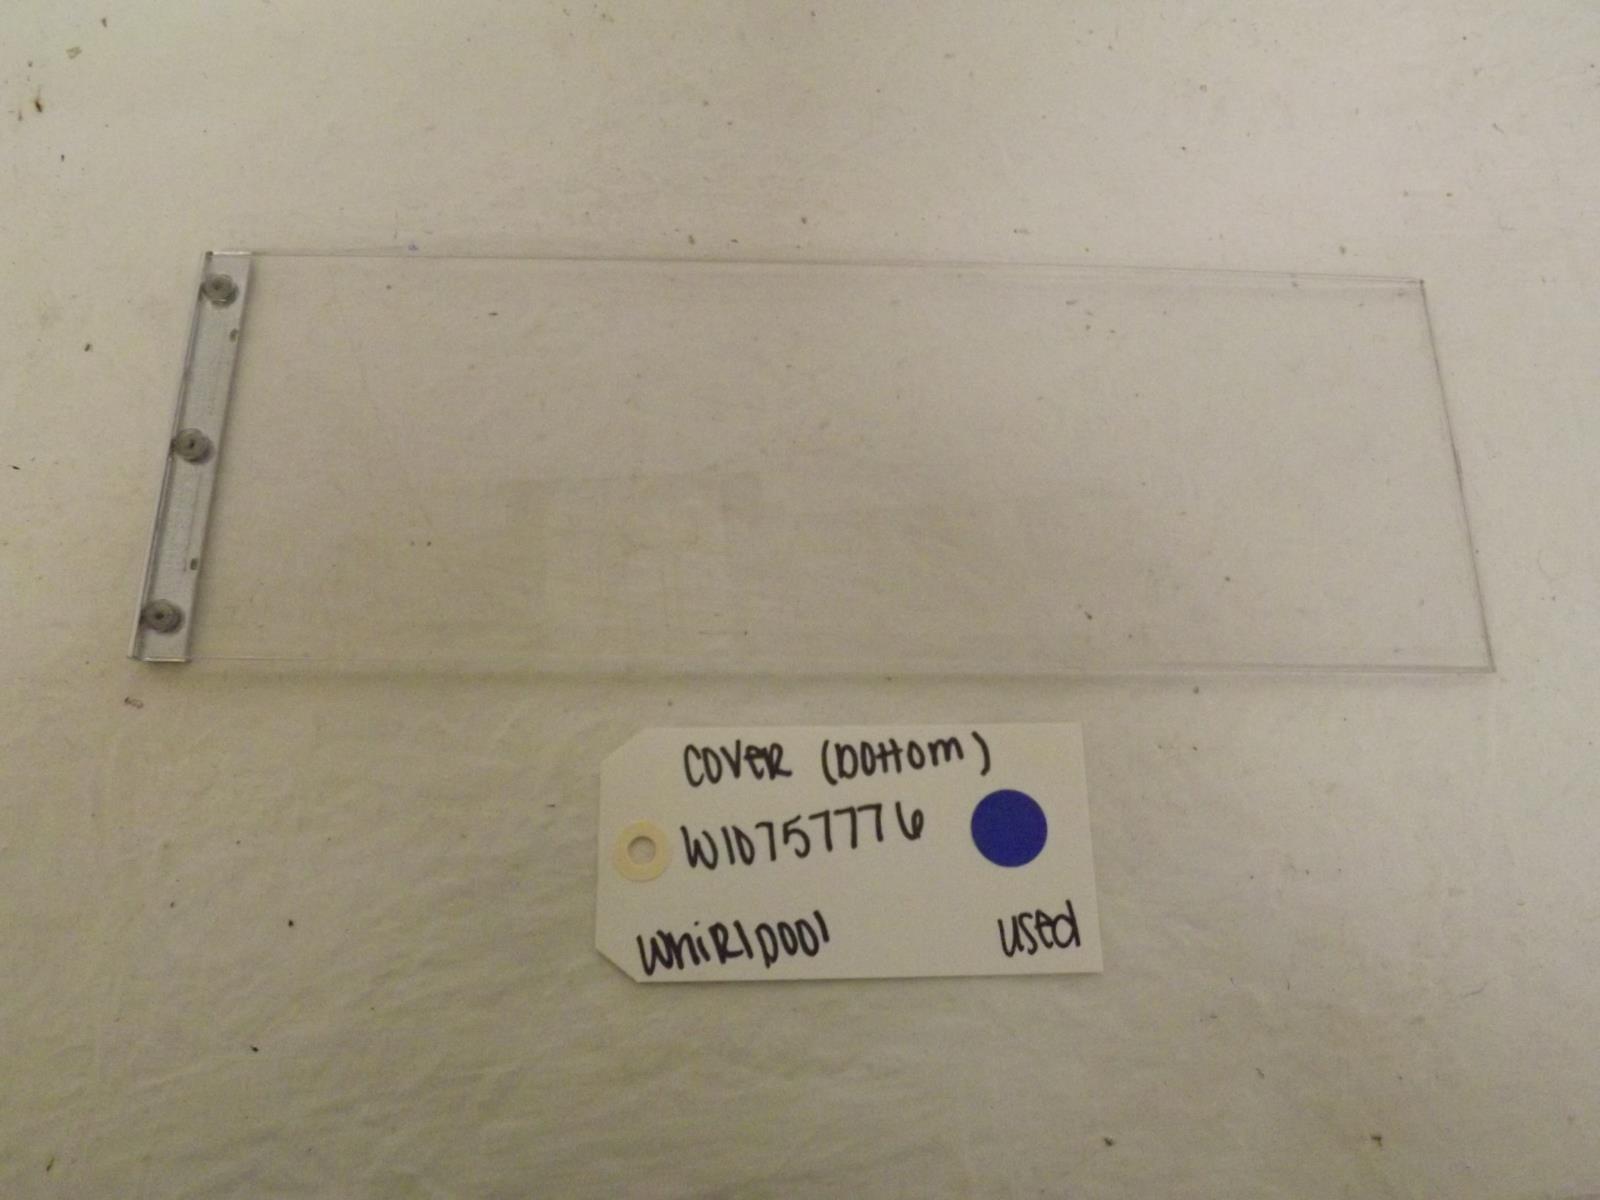 COVER (bottom)
W10757776
Whirlpool
used